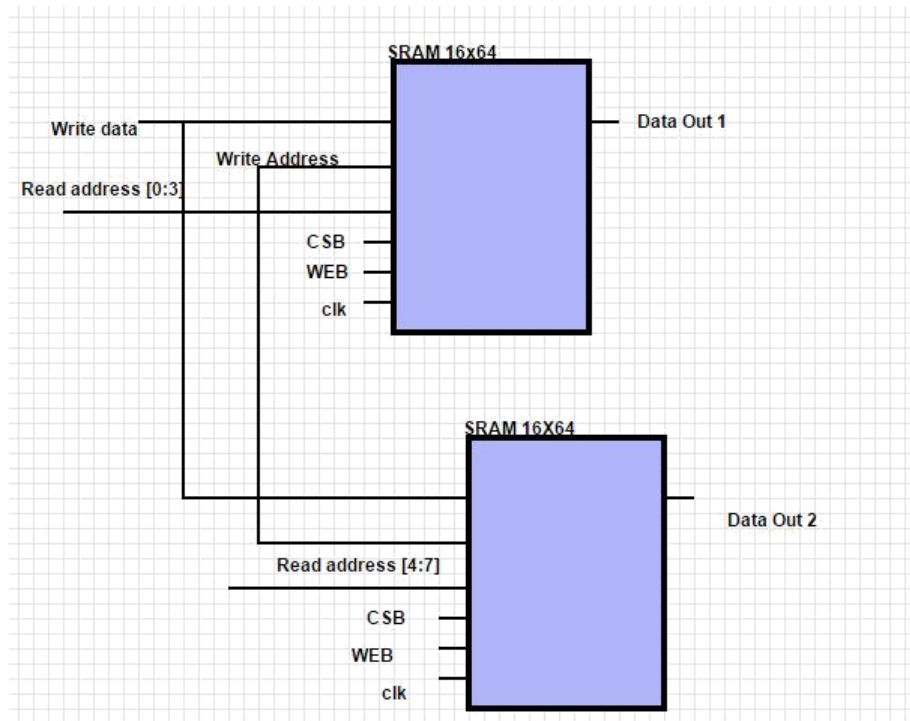 SRAM 16x64
Write data
Data Out 1
Write Address
Read address [0:3]
CSB
WEB
clk
SRAM 16X64
Data Out 2
Read address [4:7]
CSB
WEB
clk